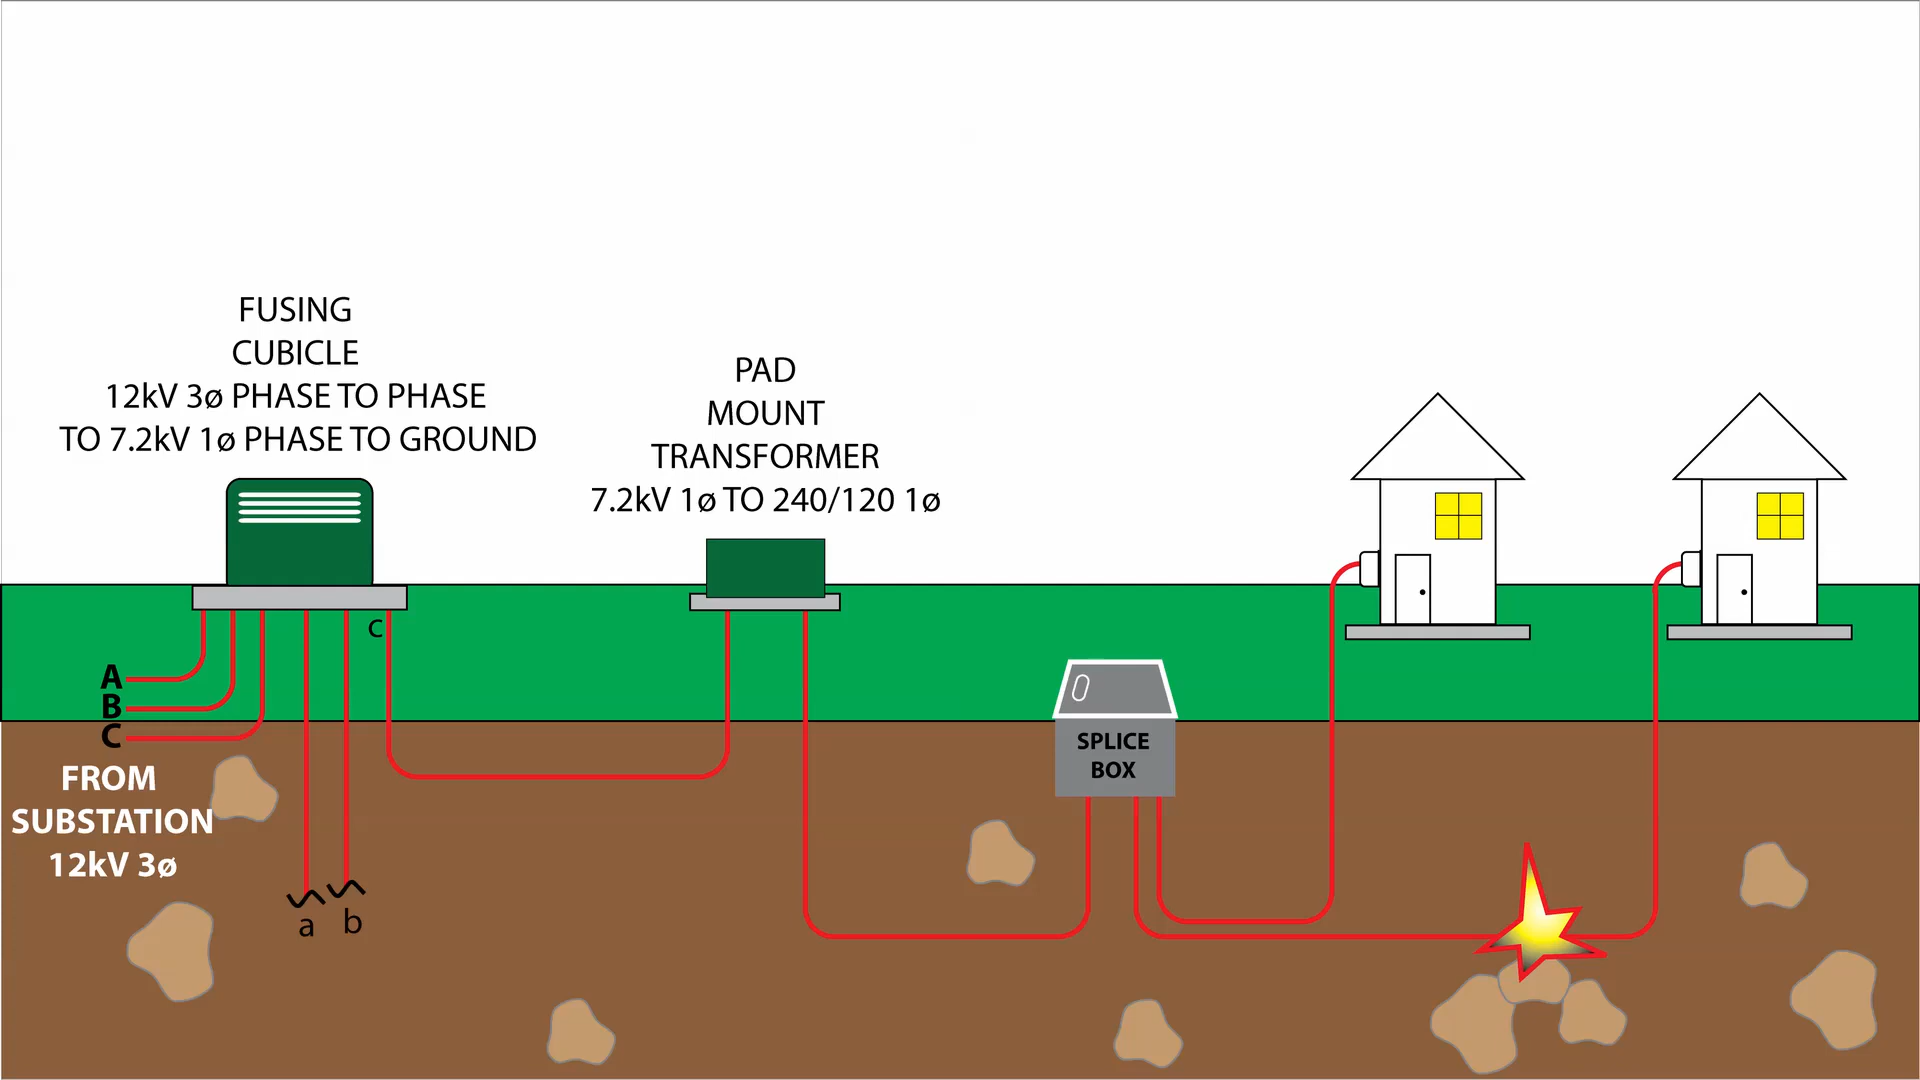 FUSING
CUBICLE
12kV 3ø PHASE TO PHASE
TO 7.2kV 1ø PHASE TO GROUND
PAD
MOUNT
TRANSFORMER
7.2kV 1ø TO 240/120 1ø
c
A
B
C
FROM
SUBSTATION
12kV 3ø
a
b
SPLICE
BOX